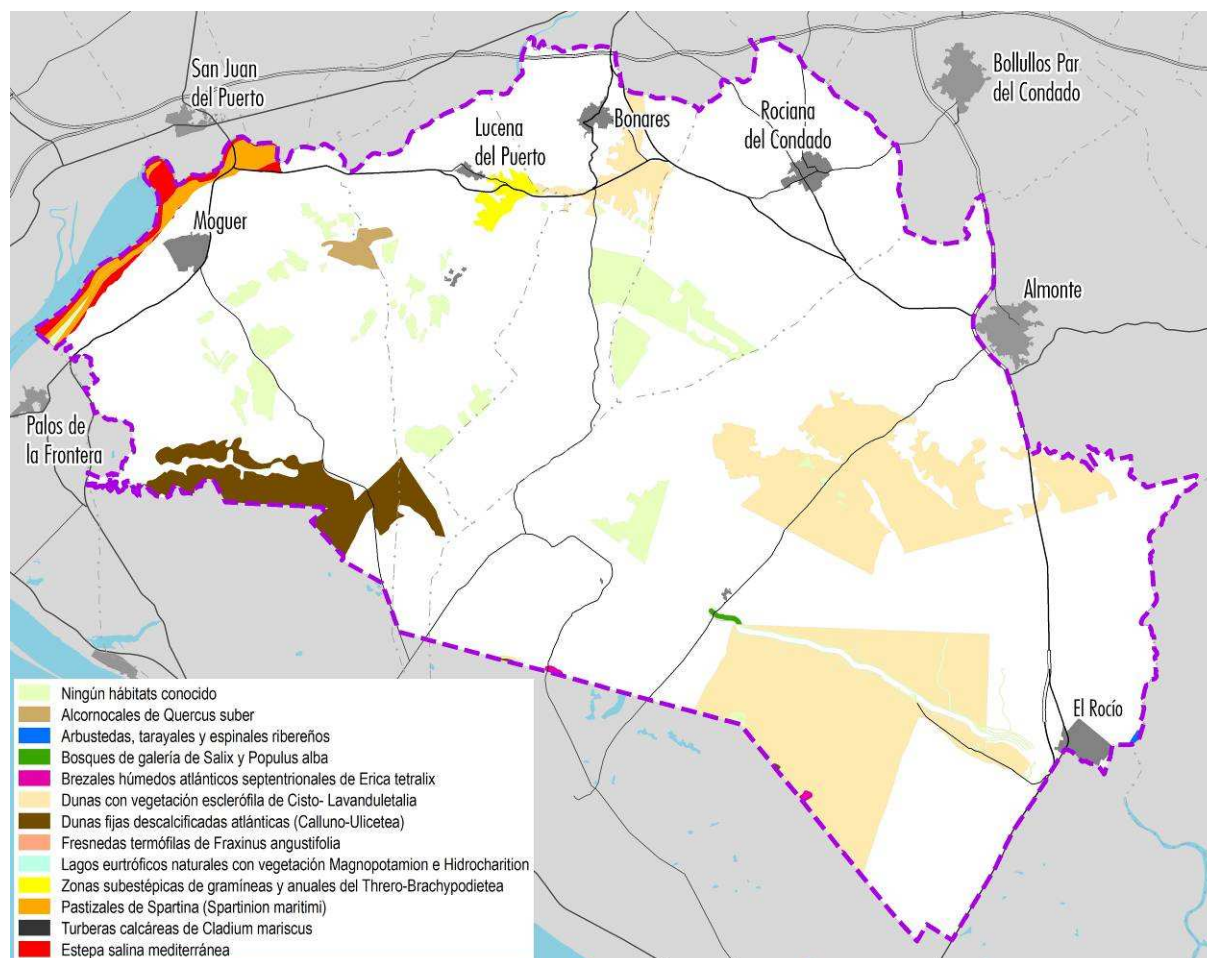 San Juan
del Puerto
Bollullos Par
del Condado
Bonares
Lucena
del Puerto
Rociana
del Condado
Moguer
Almonte
Palos de
la Frontera
El Rocío
Ningún hábitats conocido
Alcornocales de Quercus suber
Arbustedas, tarayales y espinales ribereños
Bosques de galería de Salix y Populus alba
Brezales húmedos atlánticos septentrionales de Erica tetralix
Dunas con vegetación esclerófila de Cisto- Lavanduletalia
Dunas fijas descalcificadas atlánticas (Calluno-Ulicetea)
Fresnedas termófilas de Fraxinus angustifolia
Lagos eurtróficos naturales con vegetación Magnopotamion e Hidrocharition
Zonas subestépicas de gramíneas y anuales del Threro-Brachypodietea
Pastizales de Spartina (Spartinion maritimi)
Turberas calcáreas de Cladium mariscus
Estepa salina mediterránea